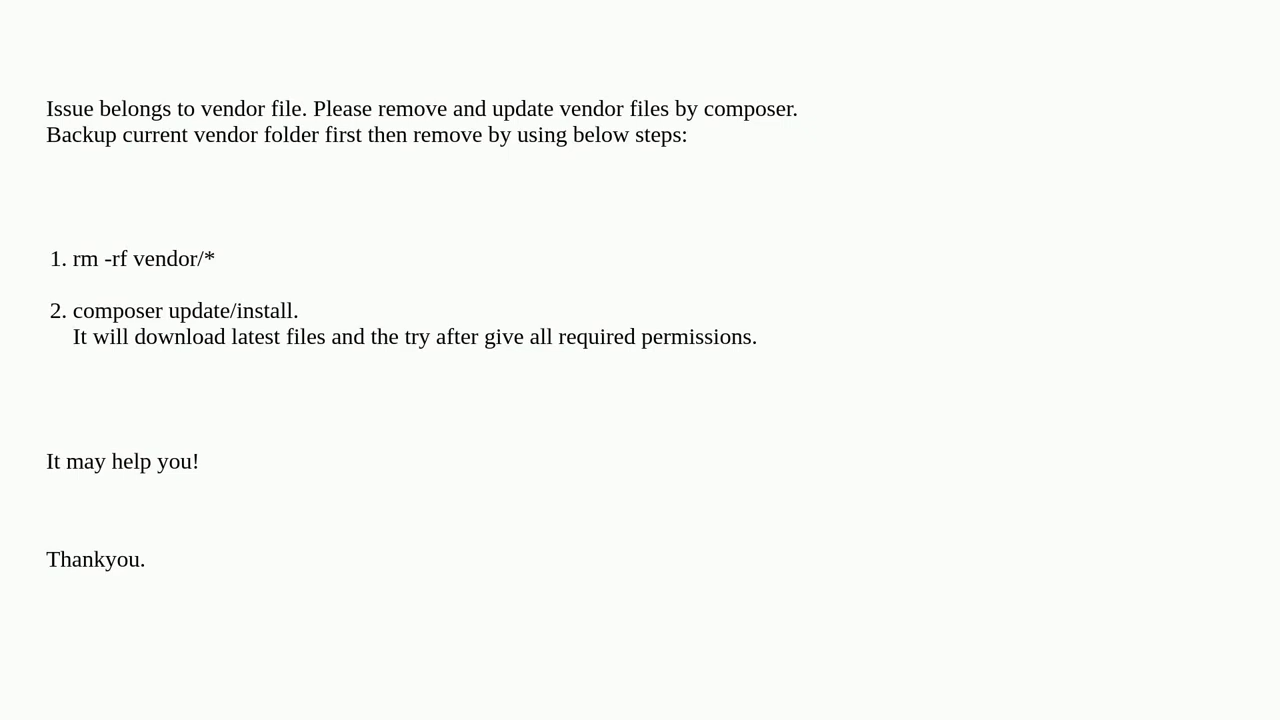 Issue belongs to vendor file. Please remove and update vendor files by composer.
Backup current vendor folder first then remove by using below steps:
1. rm -rf vendor/*
2. composer update/install.
It will download latest files and the try after give all required permissions.
It may help you!
Thankyou.